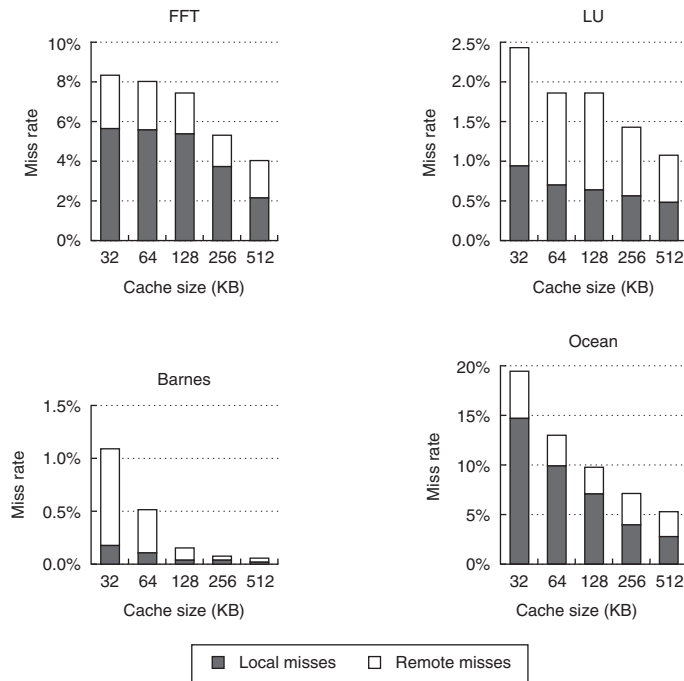 FFT
10%
8%
6%
4%
2%
0%
Miss rate
32 64 128 256 512
Cache size (KB)
LU
2.5%
2.0%
1.5%
1.0%
0.5%
0.0%
Miss rate
32 64 128 256 512
Cache size (KB)
Barnes
1.5%
1.0%
0.5%
0.0%
Miss rate
32 64 128 256 512
Cache size (KB)
Ocean
20%
15%
10%
5%
0%
Miss rate
32 64 128 256 512
Cache size (KB)
Local misses Remote misses